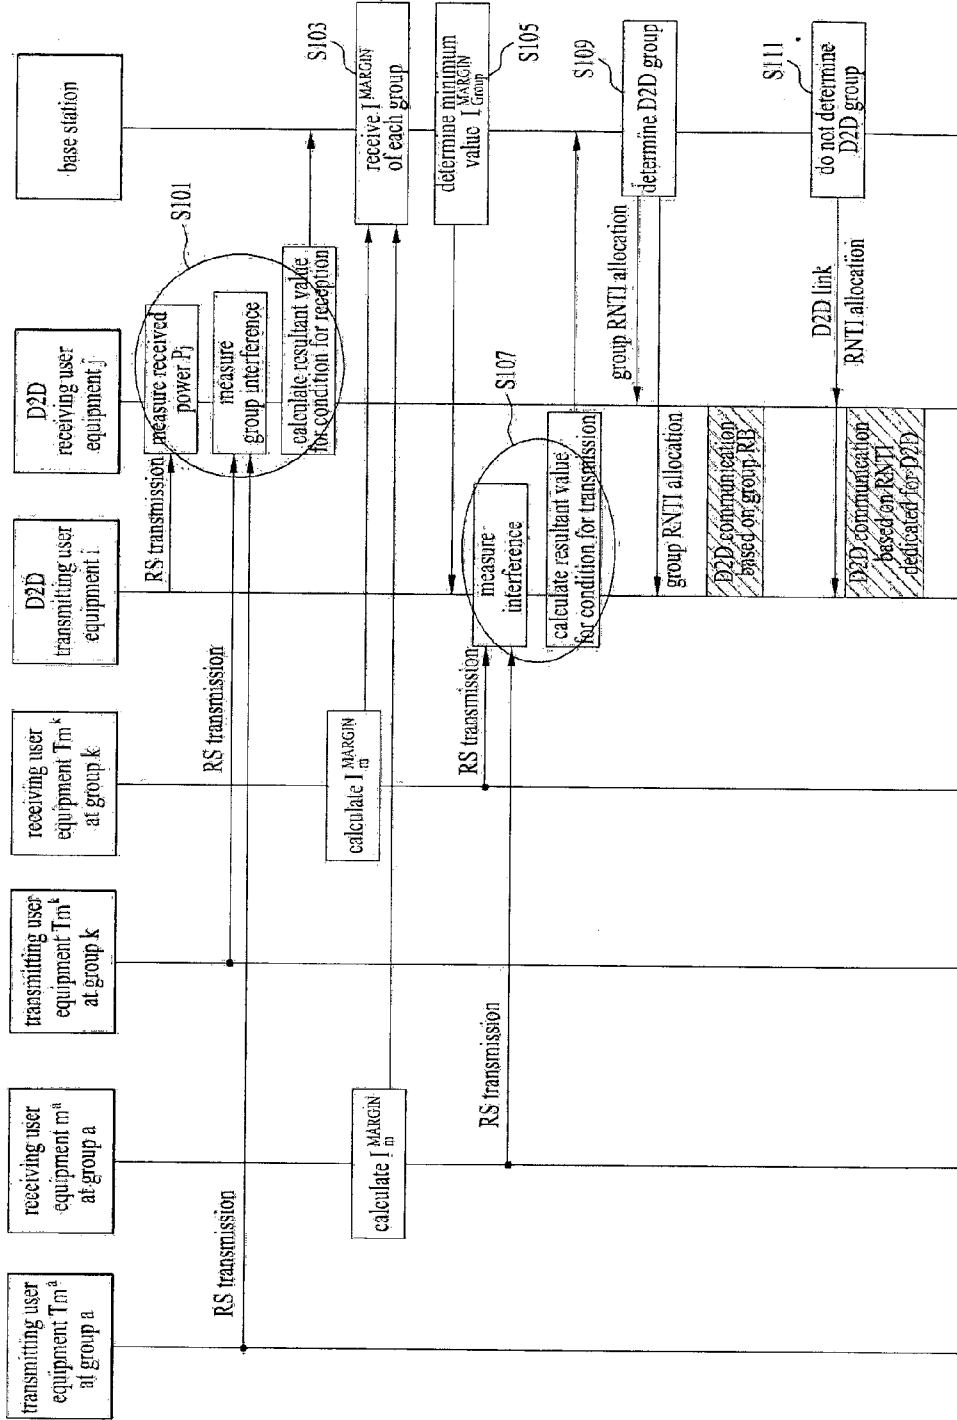 transmitting user
equipment Tm^a
at group a
receiving user
equipment m^a
at group a
transmitting user
equipment Tm^k
at group k
receiving user
equipment Tm^k
at group k
D2D
transmitting user
equipment i
D2D
receiving user
equipment j
base station
S101
RS transmission
measure received
power Pj
RS transmission
RS transmission
measure
group interference
calculate resultant value
for condition for reception
calculate I_m^MARGIN
calculate I_m^MARGIN
S103
receive I^MARGIN
of each group
S105
determine minimum
value I_Group^MARGIN
S107
RS transmission
RS transmission
measure
interference
calculate resultant value
for condition for transmission
S109
determine D2D group
group RNTI allocation
group RNTI allocation
D2D communication
based on group RB
S111
do not determine
D2D group
D2D link
RNTI allocation
D2D communication
based on RNTI
dedicated for D2D